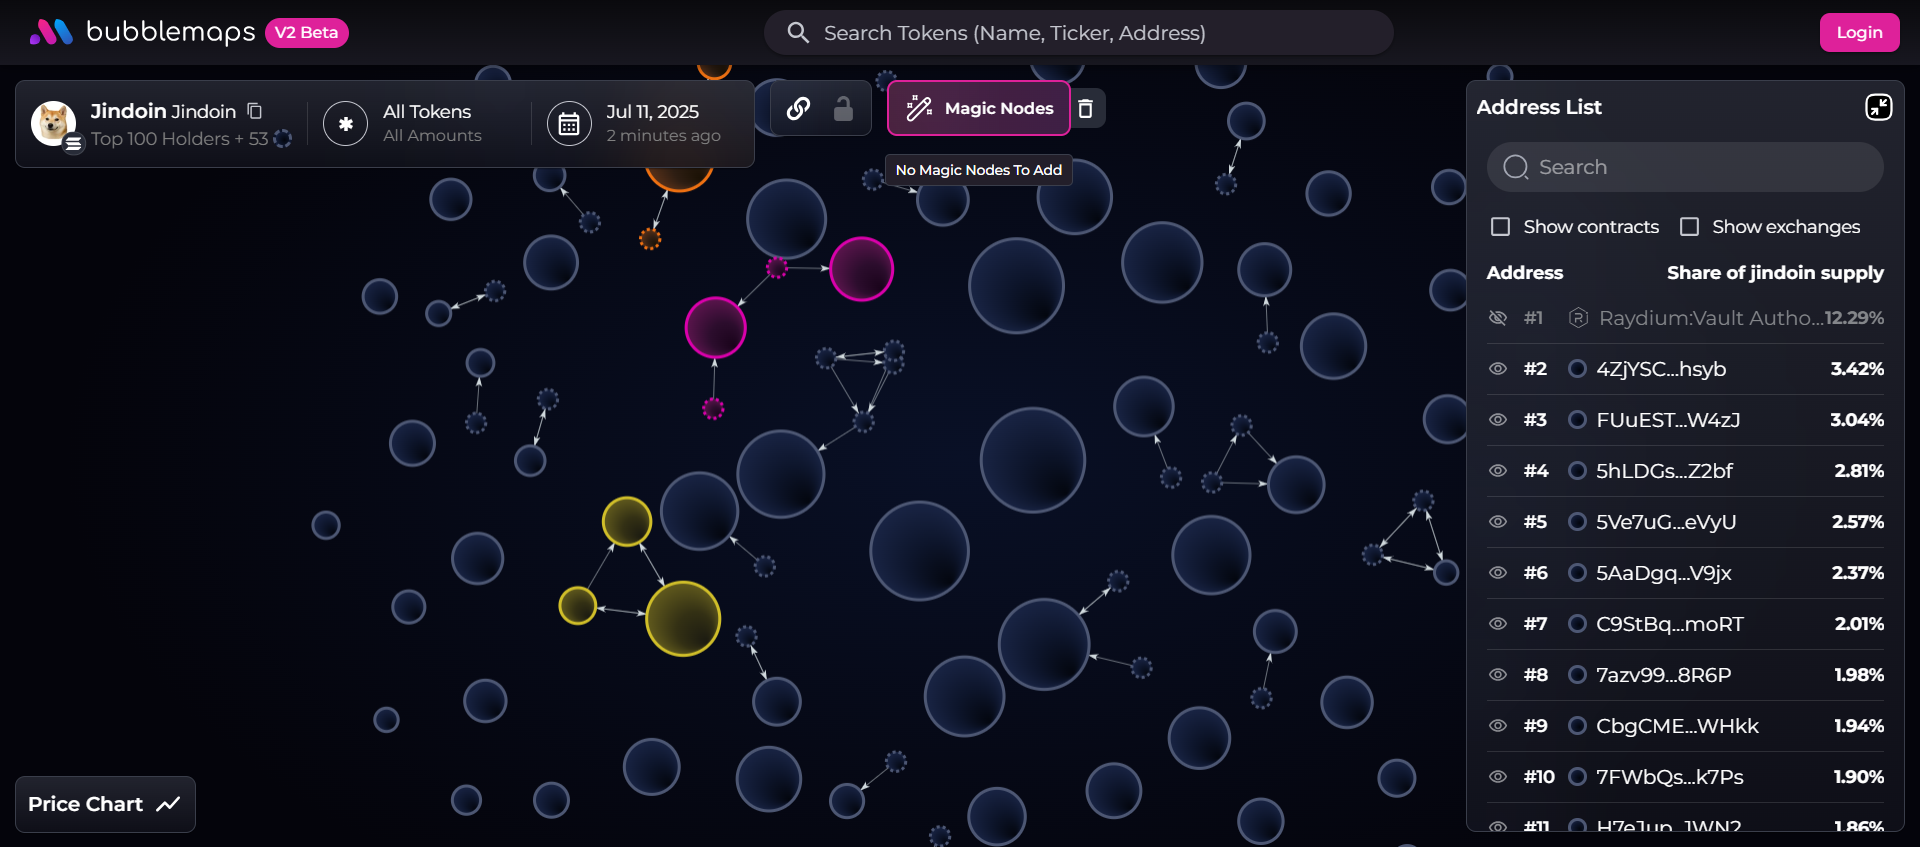 bubblemaps V2 Beta
Search Tokens (Name, Ticker, Address)
Login
Jindoin Jindoin
Top 100 Holders + 53
All Tokens
All Amounts
Jul 11, 2025
2 minutes ago
Magic Nodes
No Magic Nodes To Add
Address List
Search
Show contracts Show exchanges
Address Share of jindoin supply
#1 Raydium:Vault Autho... 12.29%
#2 4ZjYSC...hsyb 3.42%
#3 FUuEST...W4zJ 3.04%
#4 5hLDGs...Z2bf 2.81%
#5 5Ve7uG...eVyU 2.57%
#6 5AaDgq...V9jx 2.37%
#7 C9StBq...moRT 2.01%
#8 7azv99...8R6P 1.98%
#9 CbgCME...WHkk 1.94%
#10 7FWbQs...k7Ps 1.90%
#11 1.86%
Price Chart